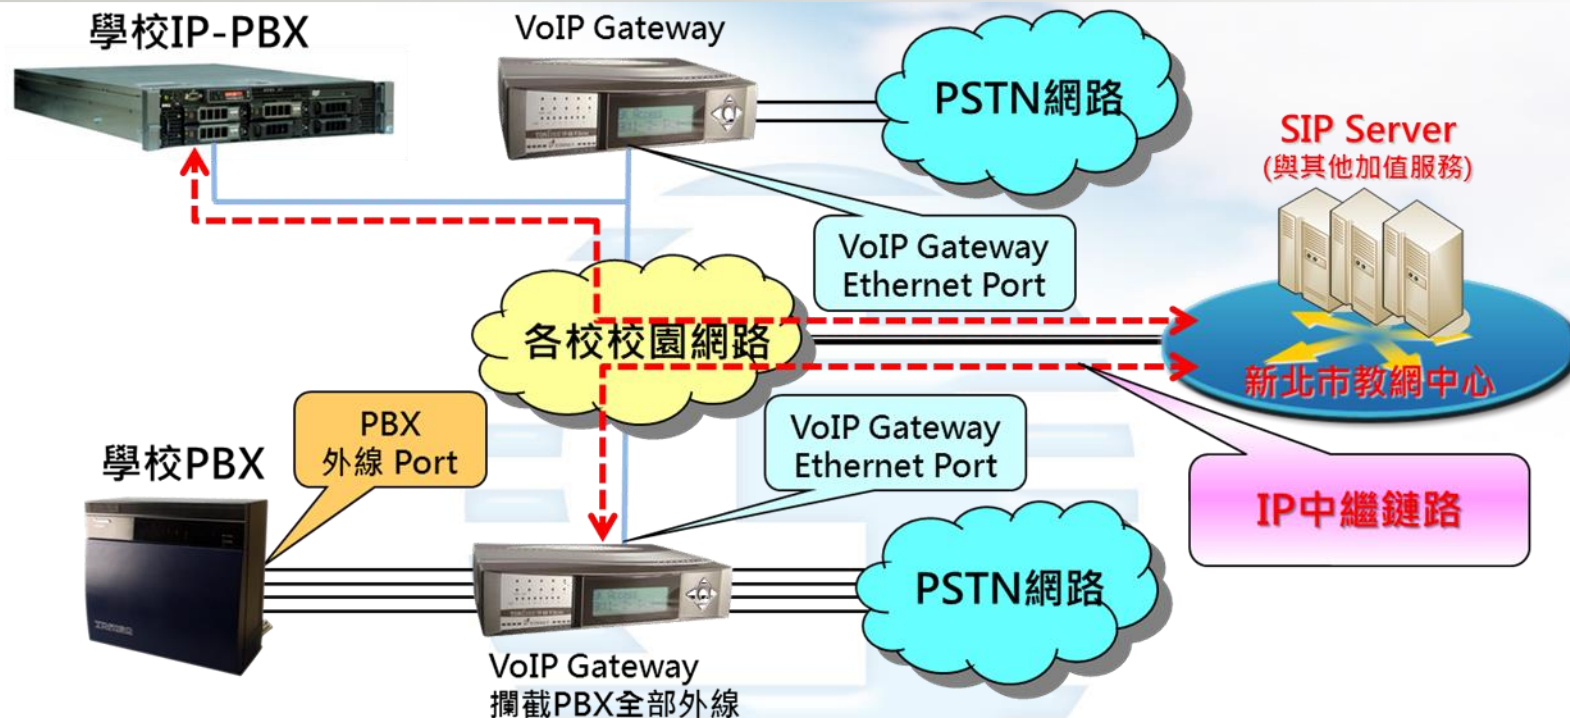 學校IP-PBX
VoIP Gateway
PSTN網路
SIP Server
(與其他加值服務)
VoIP Gateway
Ethernet Port
各校校園網路
新北市教網中心
PBX
外線 Port
VoIP Gateway
Ethernet Port
學校PBX
IP中繼鏈路
PSTN網路
VoIP Gateway
攔截PBX全部外線